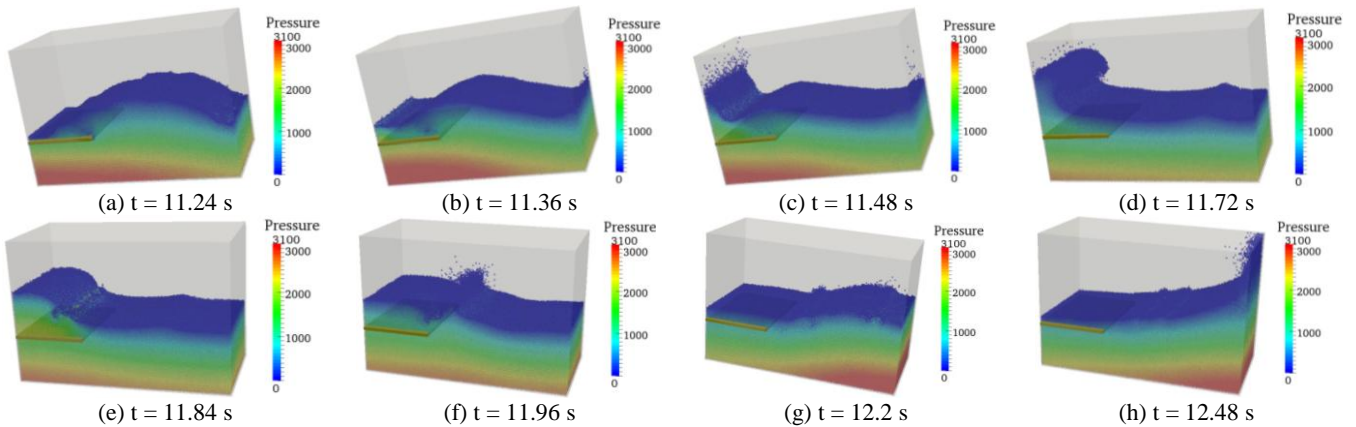 Pressure
3100
3000
2000
1000
0
(a) t = 11.24 s
Pressure
3100
3000
2000
1000
0
(b) t = 11.36 s
Pressure
3100
3000
2000
1000
0
(c) t = 11.48 s
Pressure
3100
3000
2000
1000
0
(d) t = 11.72 s
Pressure
3100
3000
2000
1000
0
(e) t = 11.84 s
Pressure
3100
3000
2000
1000
0
(f) t = 11.96 s
Pressure
3100
3000
2000
1000
0
(g) t = 12.2 s
Pressure
3100
3000
2000
1000
0
(h) t = 12.48 s